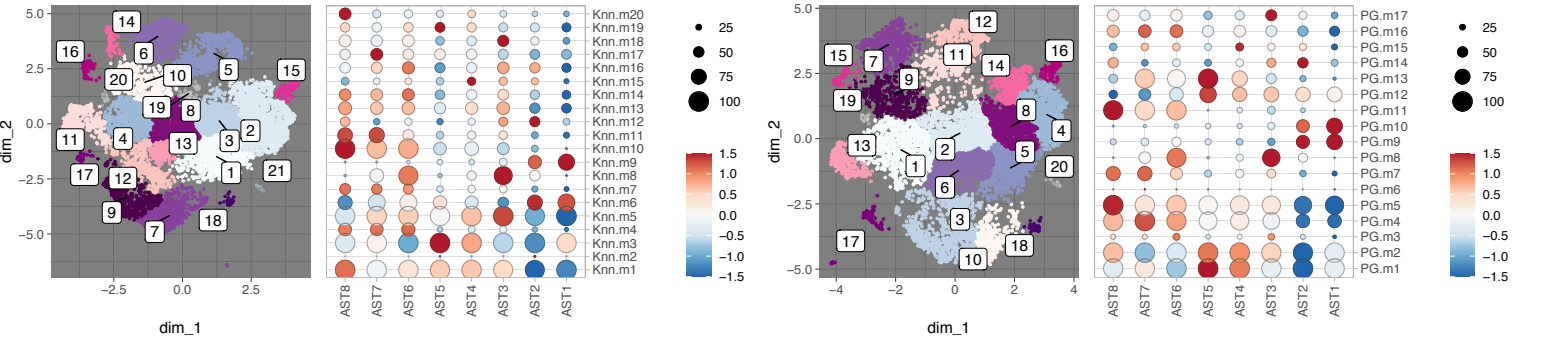 5.0
2.5
0.0
−2.5
−5.0
dim_2
−2.5
0.0
2.5
dim_1
14
16
6
5
20
10
15
19
8
11
4
13
3
2
17
12
1
21
9
7
18
Knn.m20
Knn.m19
Knn.m18
Knn.m17
Knn.m16
Knn.m15
Knn.m14
Knn.m13
Knn.m12
Knn.m11
Knn.m10
Knn.m9
Knn.m8
Knn.m7
Knn.m6
Knn.m5
Knn.m4
Knn.m3
Knn.m2
Knn.m1
AST8
AST7
AST6
AST5
AST4
AST3
AST2
AST1
25
50
75
100
1.5
1.0
0.5
0.0
−0.5
−1.0
−1.5
5.0
2.5
0.0
−2.5
−5.0
dim_2
−4
−2
0
2
4
dim_1
12
15
7
11
16
9
14
19
8
4
13
2
5
1
20
6
3
17
18
10
PG.m17
PG.m16
PG.m15
PG.m14
PG.m13
PG.m12
PG.m11
PG.m10
PG.m9
PG.m8
PG.m7
PG.m6
PG.m5
PG.m4
PG.m3
PG.m2
PG.m1
AST8
AST7
AST6
AST5
AST4
AST3
AST2
AST1
25
50
75
100
1.5
1.0
0.5
0.0
−0.5
−1.0
−1.5